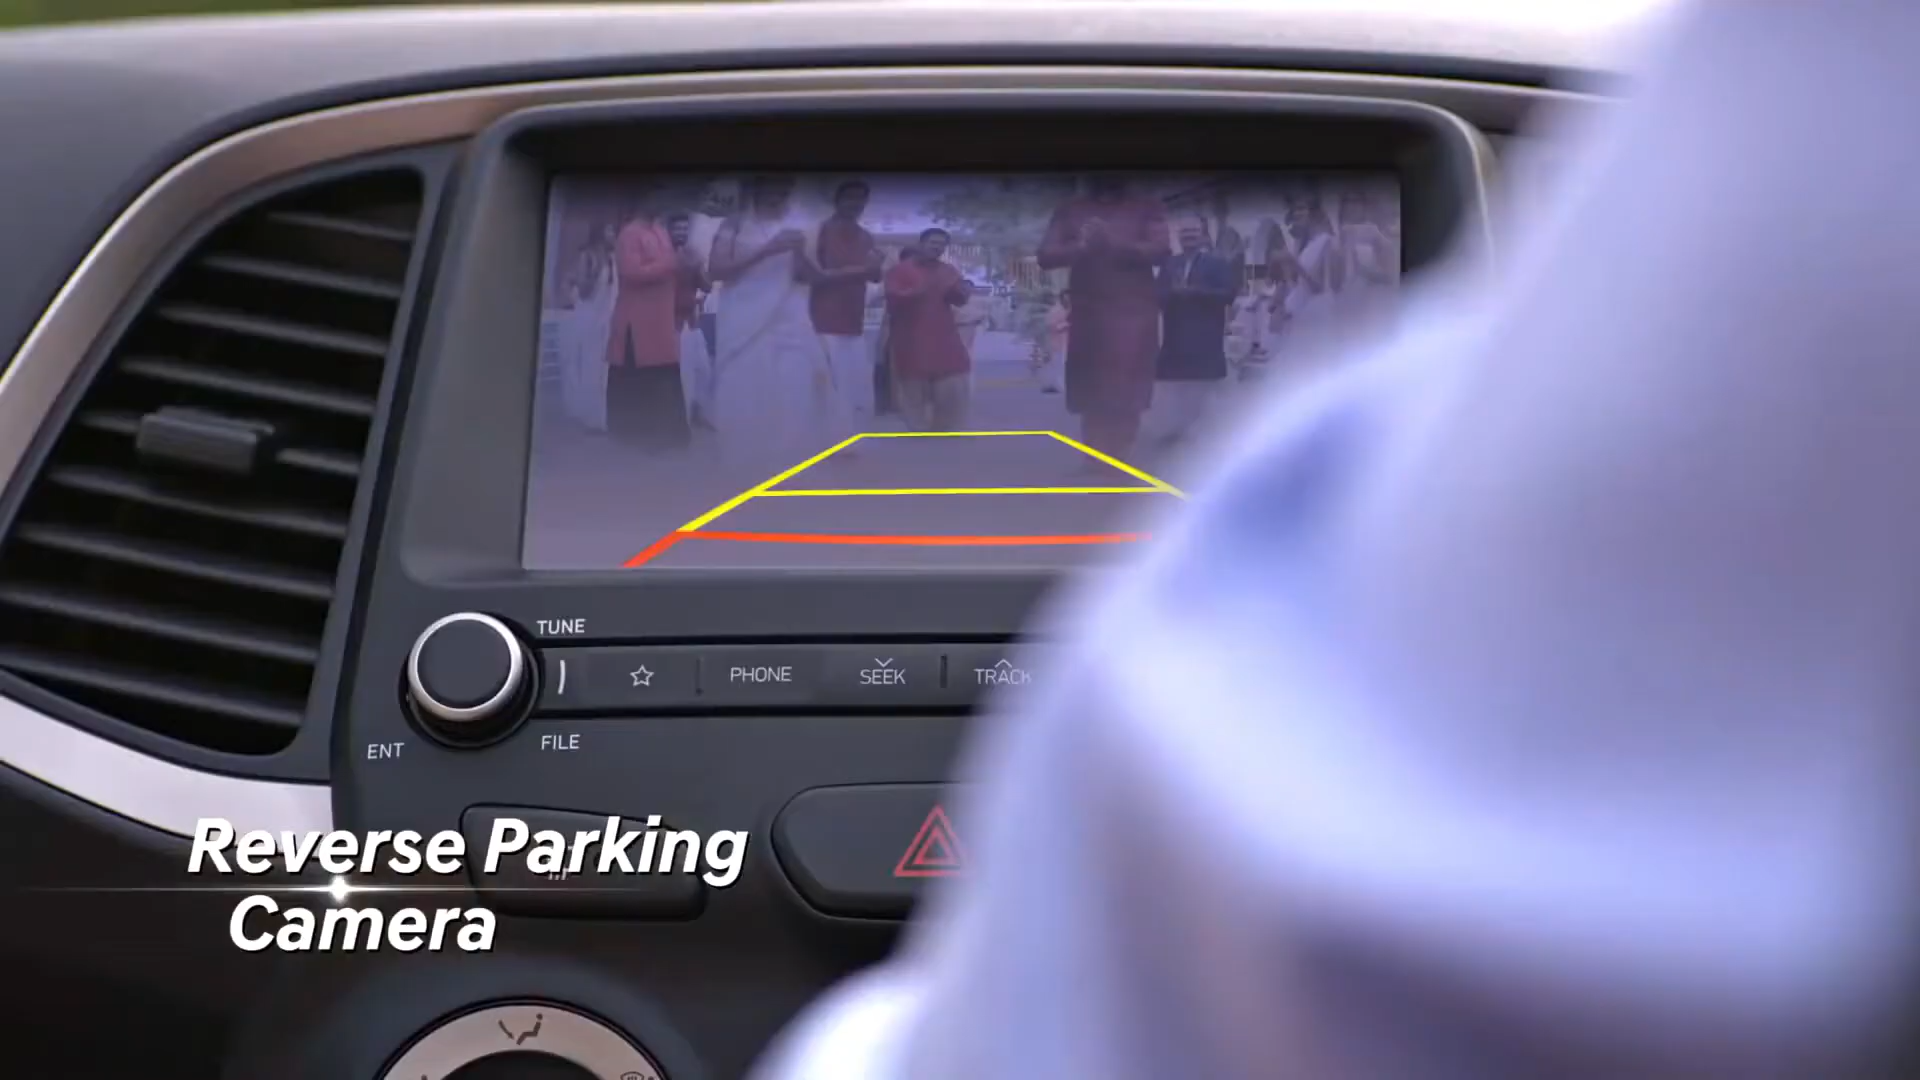 TUNE
PHONE
SEEK
TRACK
ENT
FILE
Reverse Parking
Camera